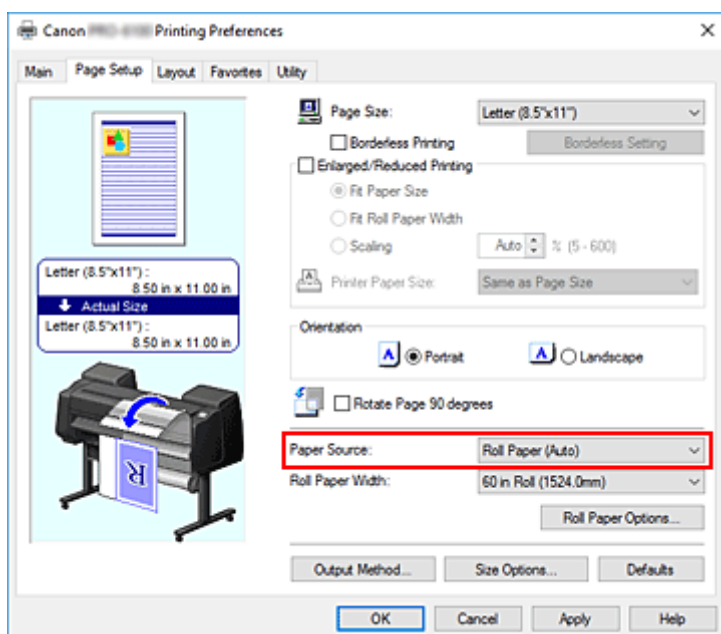 Canon Printing Preferences
Main Page Setup Layout Favorites Utility
Page Size: Letter (8.5"x11")
Borderless Printing Borderless Setting
Enlarged/Reduced Printing
Fit Paper Size
Fit Roll Paper Width
Scaling Auto % (5 - 600)
Printer Paper Size: Same as Page Size
Letter (8.5"x11") :
8.50 in x 11.00 in
Actual Size
Letter (8.5"x11") :
8.50 in x 11.00 in
Orientation
A Portrait A Landscape
Rotate Page 90 degrees
Paper Source: Roll Paper (Auto)
Roll Paper Width: 60 in Roll (1524.0mm)
R
Roll Paper Options...
Output Method... Size Options... Defaults
OK Cancel Apply Help